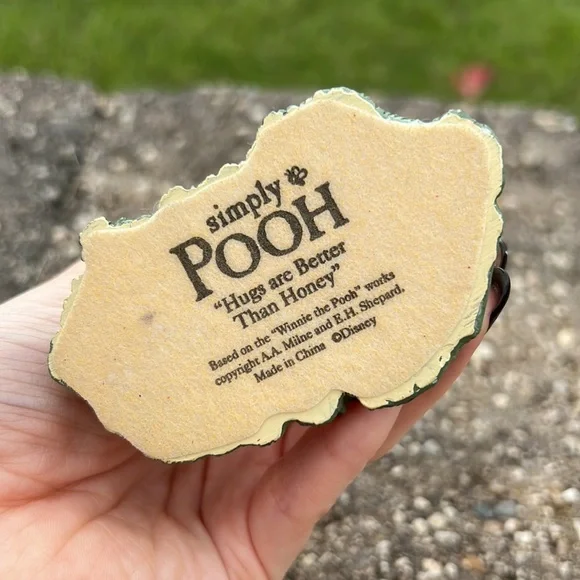 simply
POOH
"Hugs are Better
Than Honey"
Based on the "Winnie the Pooh" works
copyright A.A. Milne and E.H. Shepard.
Made in China ©Disney